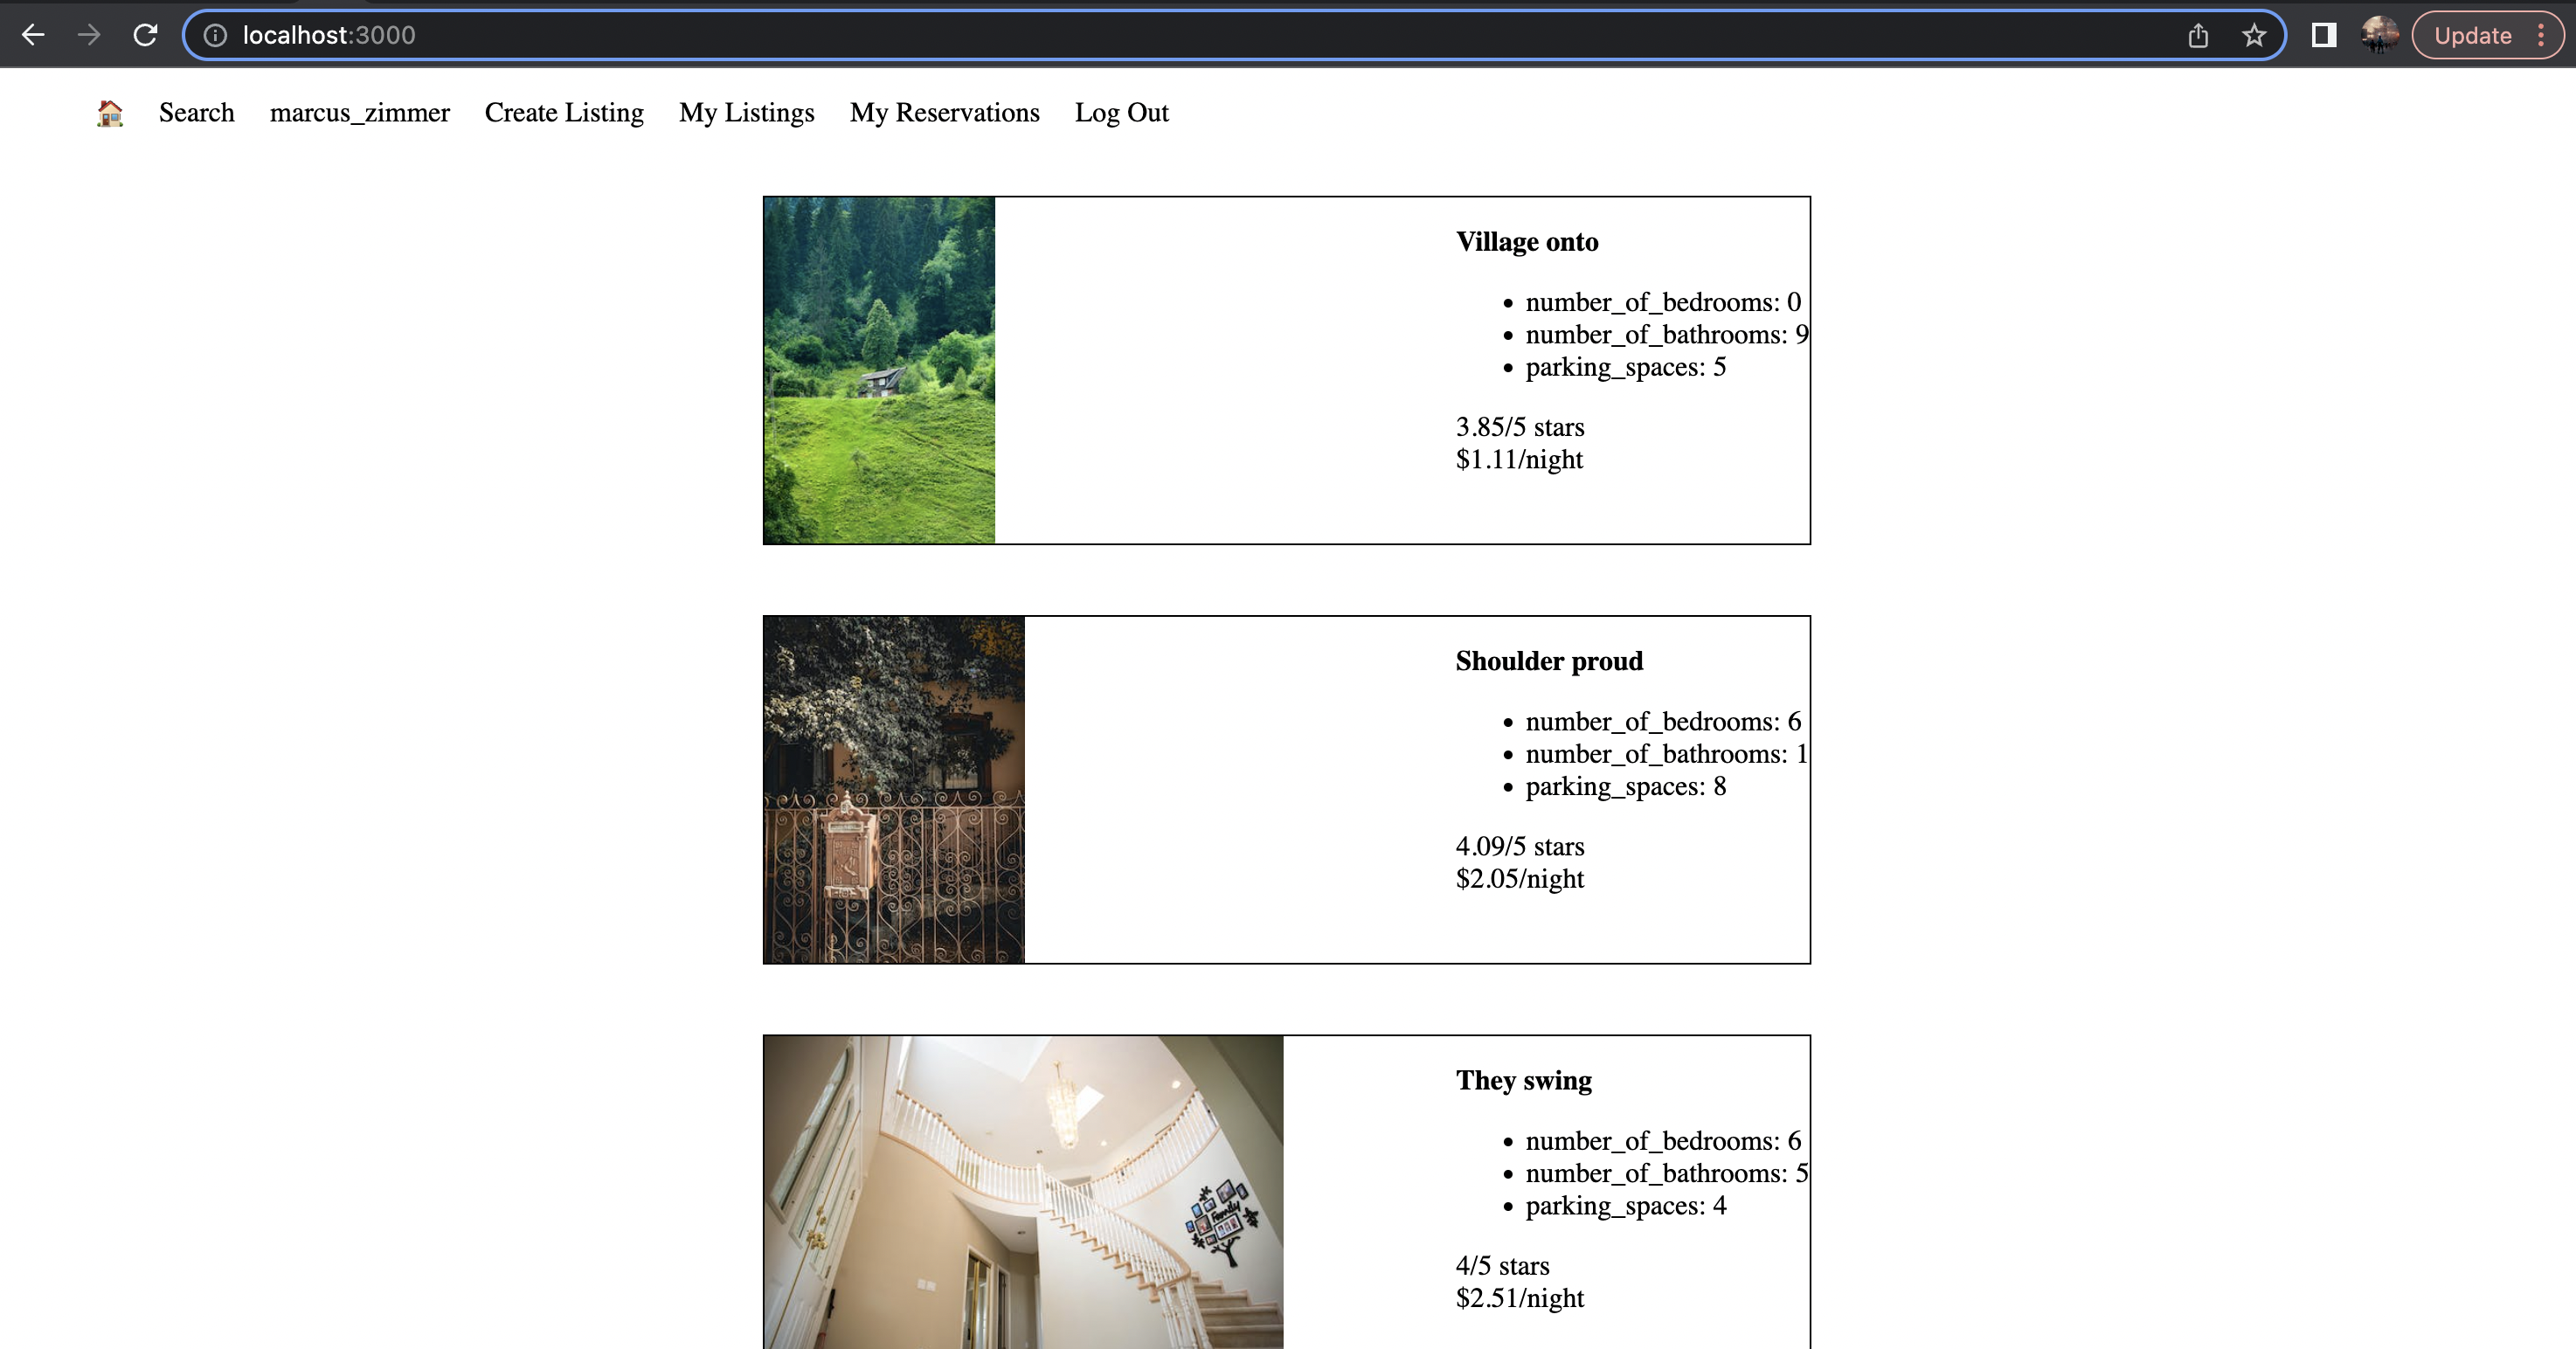 localhost:3000
Update
Search marcus_zimmer Create Listing My Listings My Reservations Log Out
Village onto
number_of_bedrooms: 0
number_of_bathrooms: 9
parking_spaces: 5
3.85/5 stars
$1.11/night
Shoulder proud
number_of_bedrooms: 6
number_of_bathrooms: 1
parking_spaces: 8
4.09/5 stars
$2.05/night
They swing
number_of_bedrooms: 6
number_of_bathrooms: 5
parking_spaces: 4
4/5 stars
$2.51/night
family